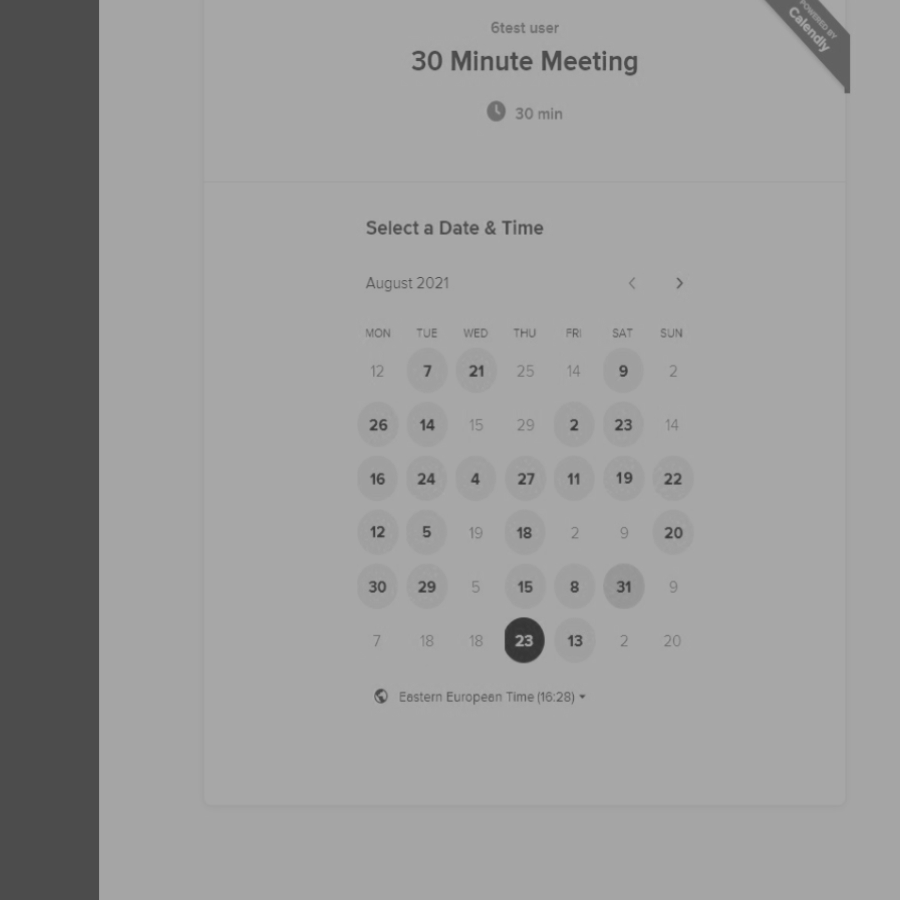 POWERED BY
Calendly
6test user
30 Minute Meeting
30 min
Select a Date & Time
August 2021
MON TUE WED THU FRI SAT SUN
12 7 21 25 14 9 2
26 14 15 29 2 23 14
16 24 4 27 11 19 22
12 5 19 18 2 9 20
30 29 5 15 8 31 9
7 18 18 23 13 2 20
Eastern European Time (16:28)